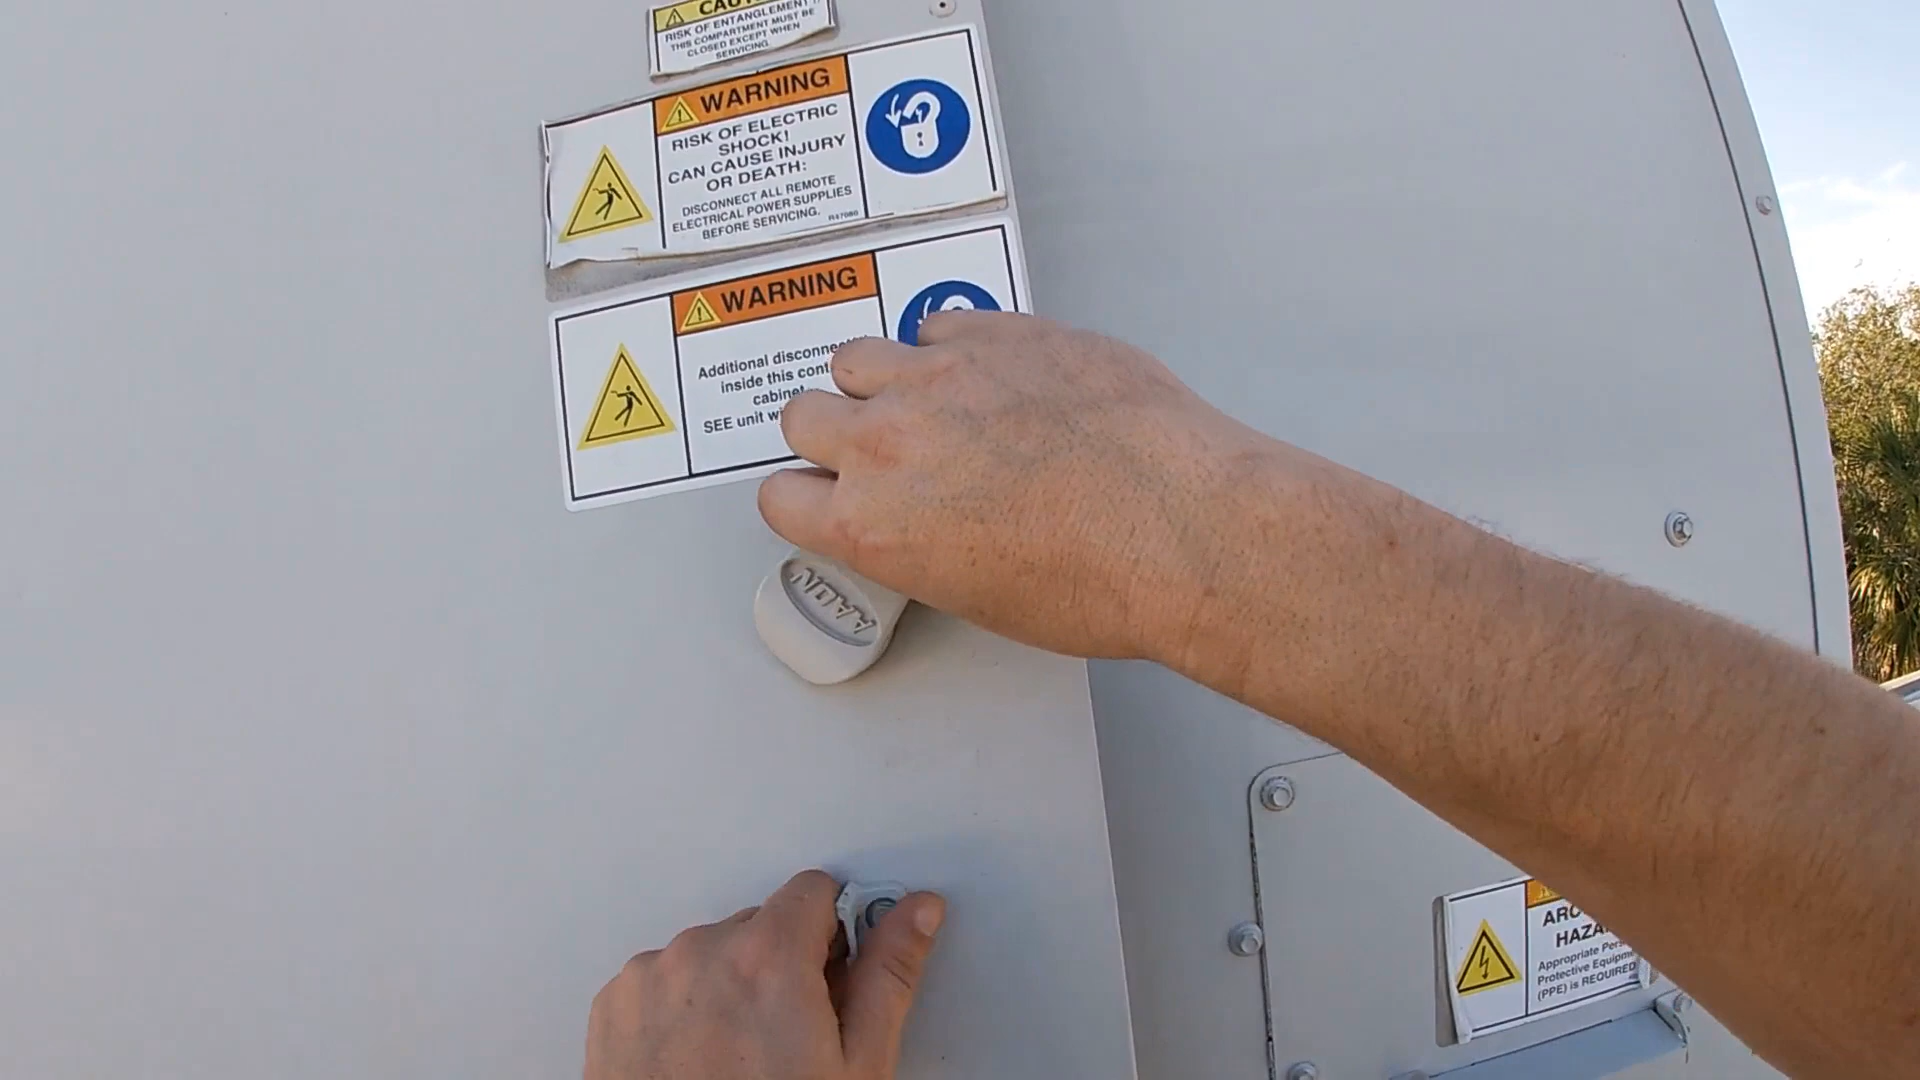 CAUT
RISK OF ENTANGLEMENT
THIS COMPARTMENT MUST BE
CLOSED EXCEPT WHEN
SERVICING.
WARNING
RISK OF ELECTRIC
SHOCK!
CAN CAUSE INJURY
OR DEATH:
DISCONNECT ALL REMOTE
ELECTRICAL POWER SUPPLIES
BEFORE SERVICING.
R47080
WARNING
Additional disconnect
inside this cont
cabinet
SEE unit wi
AAON
ARC
HAZA
Appropriate Pers
Protective Equipme
(PPE) is REQUIRED